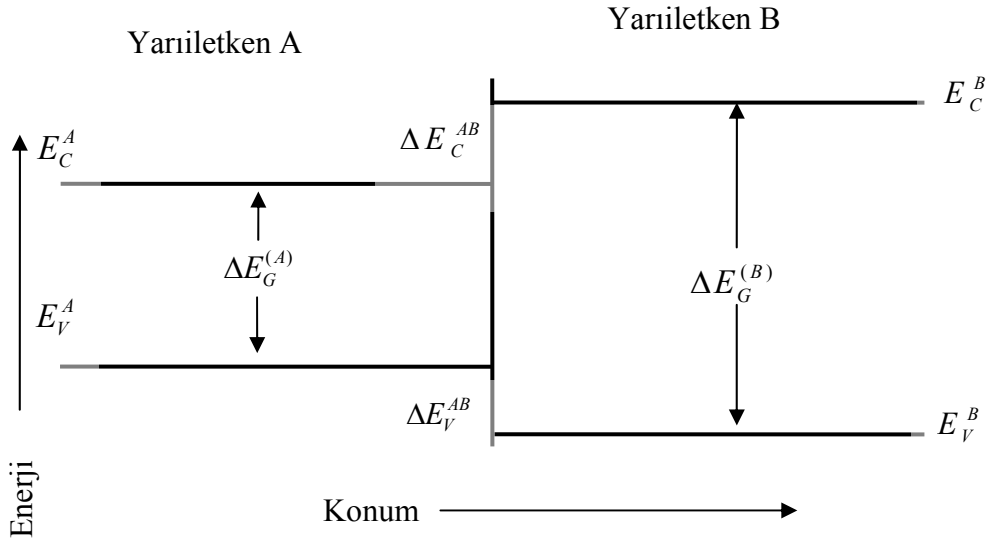 Yarıiletken A
Yarıiletken B
E_C^A
ΔE_C^{AB}
E_C^B
ΔE_G^{(A)}
ΔE_G^{(B)}
E_V^A
ΔE_V^{AB}
E_V^B
Enerji
Konum